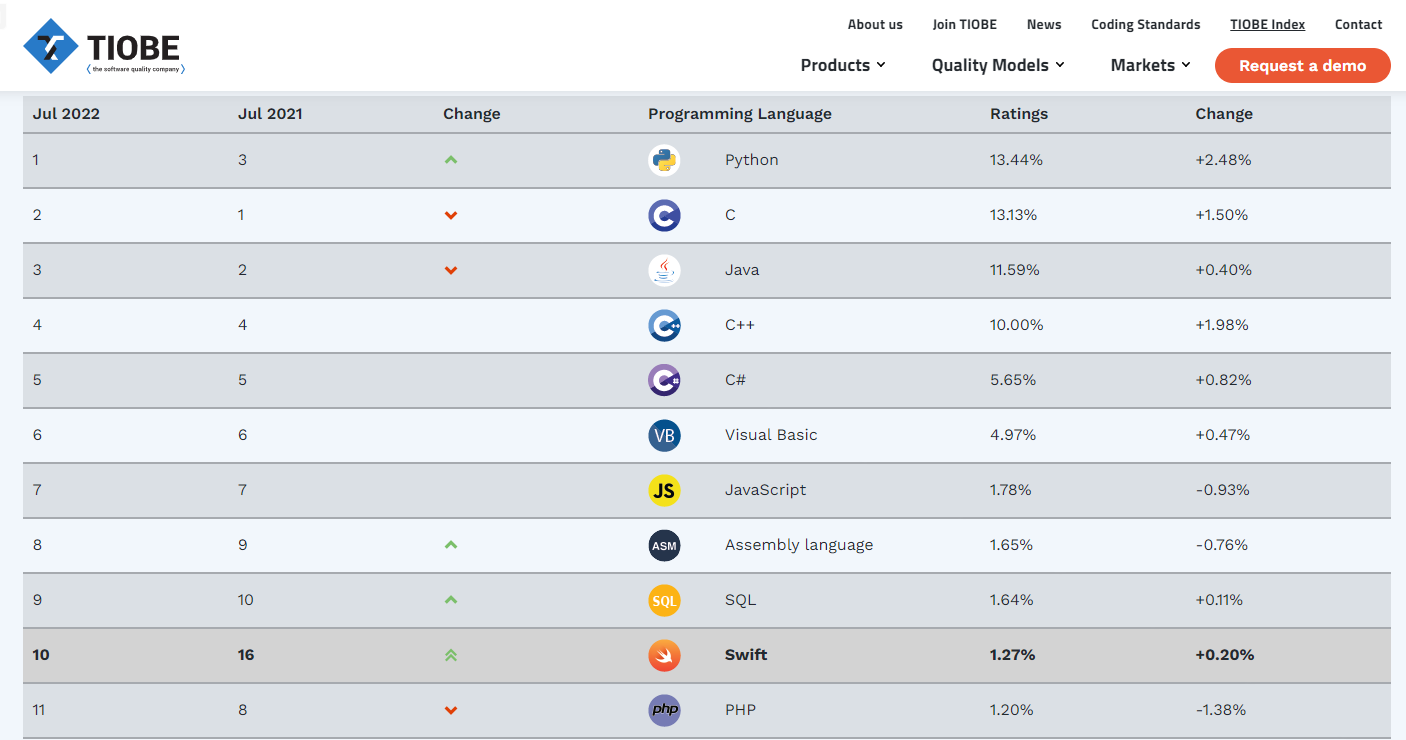 TIOBE
(the software quality company)
About us Join TIOBE News Coding Standards TIOBE Index Contact
Products Quality Models Markets Request a demo
Jul 2022 Jul 2021 Change Programming Language Ratings Change
1 3 Python 13.44% +2.48%
2 1 C C 13.13% +1.50%
3 2 Java 11.59% +0.40%
4 4 C++ C++ 10.00% +1.98%
5 5 C# C# 5.65% +0.82%
6 6 VB Visual Basic 4.97% +0.47%
7 7 JS JavaScript 1.78% -0.93%
8 9 ASM Assembly language 1.65% -0.76%
9 10 SQL SQL 1.64% +0.11%
10 16 Swift 1.27% +0.20%
11 8 php PHP 1.20% -1.38%